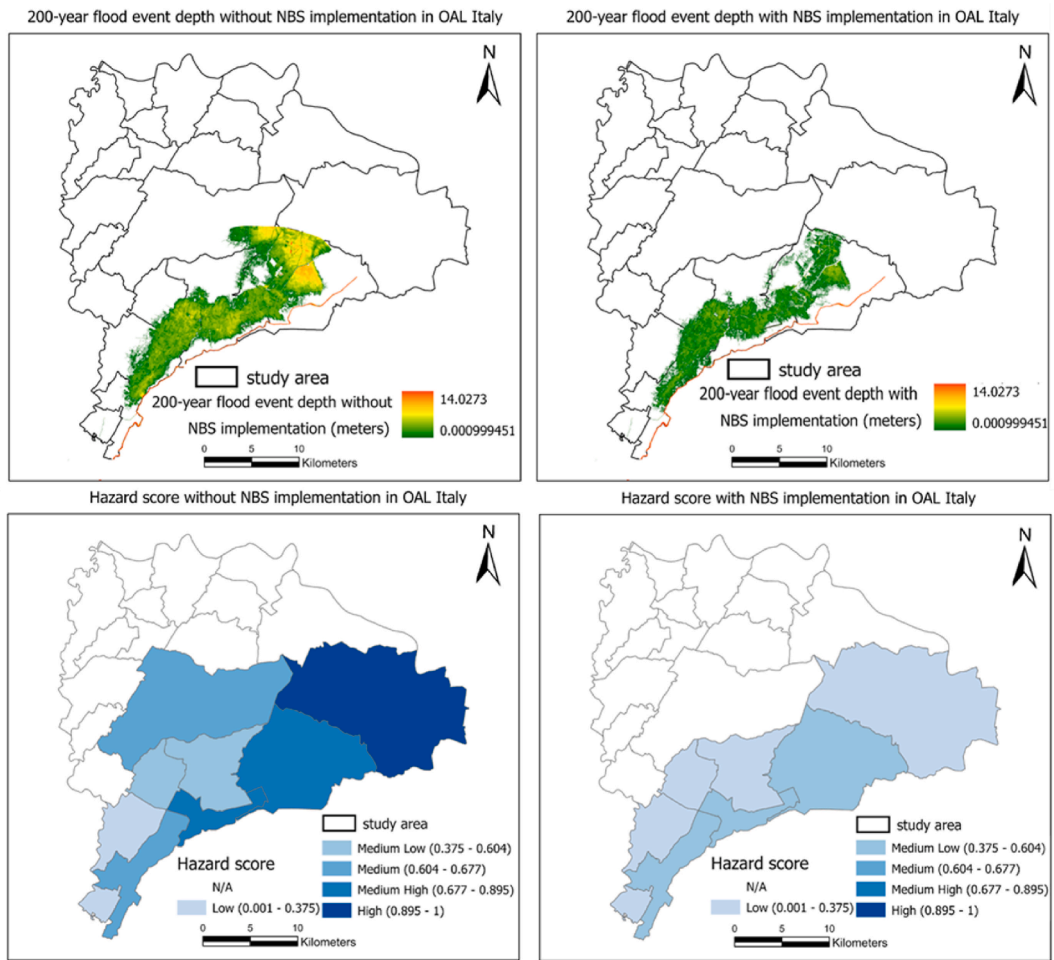 200-year flood event depth without NBS implementation in OAL Italy
200-year flood event depth with NBS implementation in OAL Italy
N
study area
200-year flood event depth without
NBS implementation (meters)
14.0273
0.000999451
0 5 10
Kilometers
N
study area
200-year flood event depth with
NBS implementation (meters)
14.0273
0.000999451
0 5 10
Kilometers
Hazard score without NBS implementation in OAL Italy
Hazard score with NBS implementation in OAL Italy
N
study area
Hazard score
N/A
Low (0.001 - 0.375)
Medium Low (0.375 - 0.604)
Medium (0.604 - 0.677)
Medium High (0.677 - 0.895)
High (0.895 - 1)
0 5 10
Kilometers
N
study area
Hazard score
N/A
Low (0.001 - 0.375)
Medium Low (0.375 - 0.604)
Medium (0.604 - 0.677)
Medium High (0.677 - 0.895)
High (0.895 - 1)
0 5 10
Kilometers